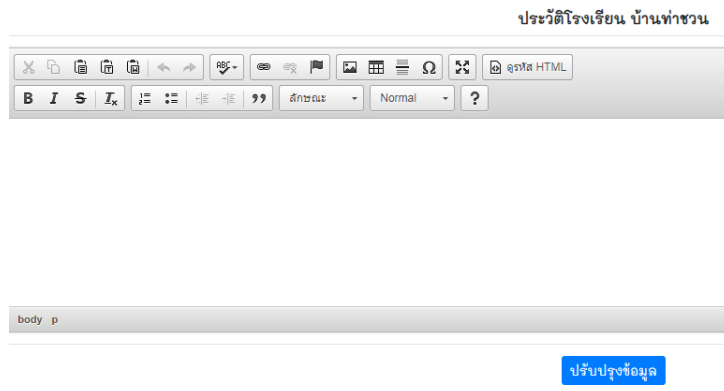 ประวัติโรงเรียน บ้านท่าชวน
ABC Ω ดูรหัส HTML
B I S Ix ลักษณะ Normal ?
body p
ปรับปรุงข้อมูล